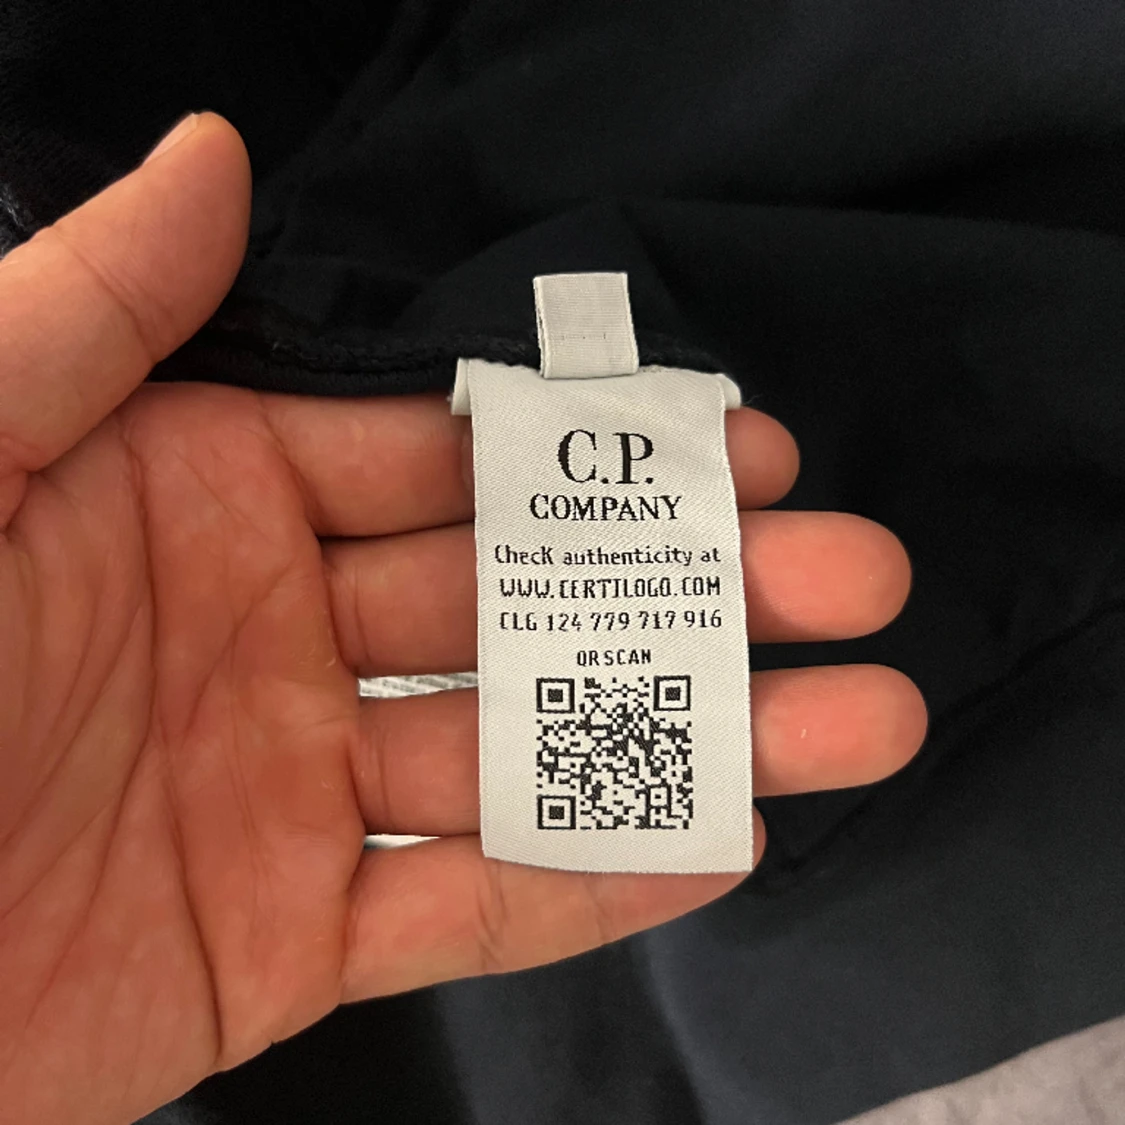 C.P.
COMPANY
Check authenticity at
WWW.CERTILOGO.COM
CLG 124 779 717 916
QR SCAN